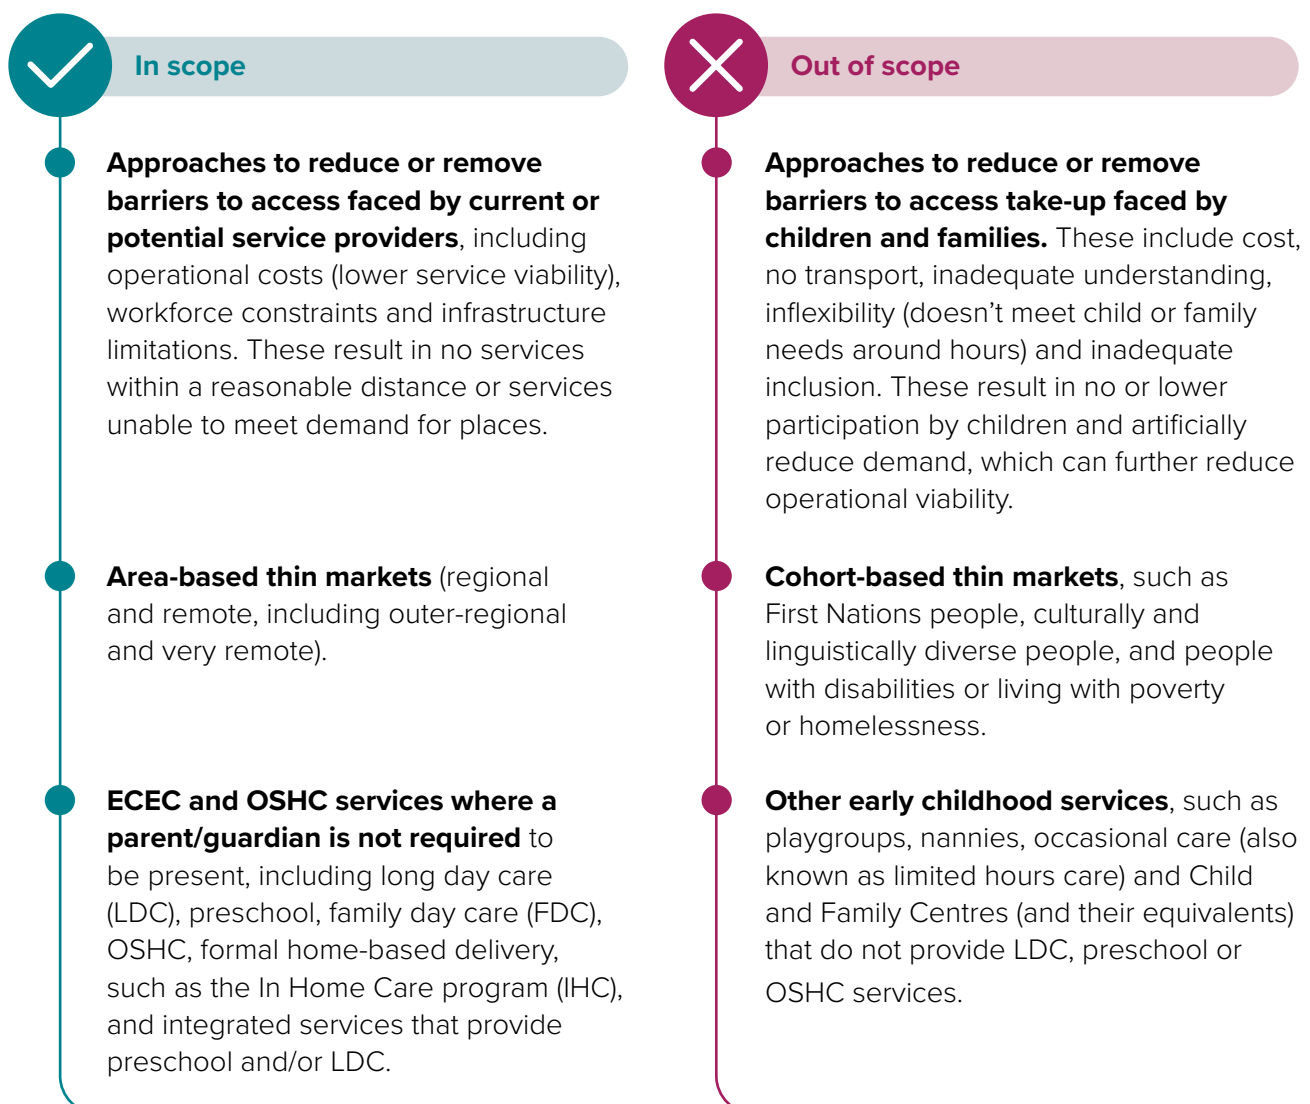 In scope
Approaches to reduce or remove
barriers to access faced by current or
potential service providers, including
operational costs (lower service viability),
workforce constraints and infrastructure
limitations. These result in no services
within a reasonable distance or services
unable to meet demand for places.
Area-based thin markets (regional
and remote, including outer-regional
and very remote).
ECEC and OSHC services where a
parent/guardian is not required to
be present, including long day care
(LDC), preschool, family day care (FDC),
OSHC, formal home-based delivery,
such as the In Home Care program (IHC),
and integrated services that provide
preschool and/or LDC.
Out of scope
Approaches to reduce or remove
barriers to access take-up faced by
children and families. These include cost,
no transport, inadequate understanding,
inflexibility (doesn’t meet child or family
needs around hours) and inadequate
inclusion. These result in no or lower
participation by children and artificially
reduce demand, which can further reduce
operational viability.
Cohort-based thin markets, such as
First Nations people, culturally and
linguistically diverse people, and people
with disabilities or living with poverty
or homelessness.
Other early childhood services, such as
playgroups, nannies, occasional care (also
known as limited hours care) and Child
and Family Centres (and their equivalents)
that do not provide LDC, preschool or
OSHC services.